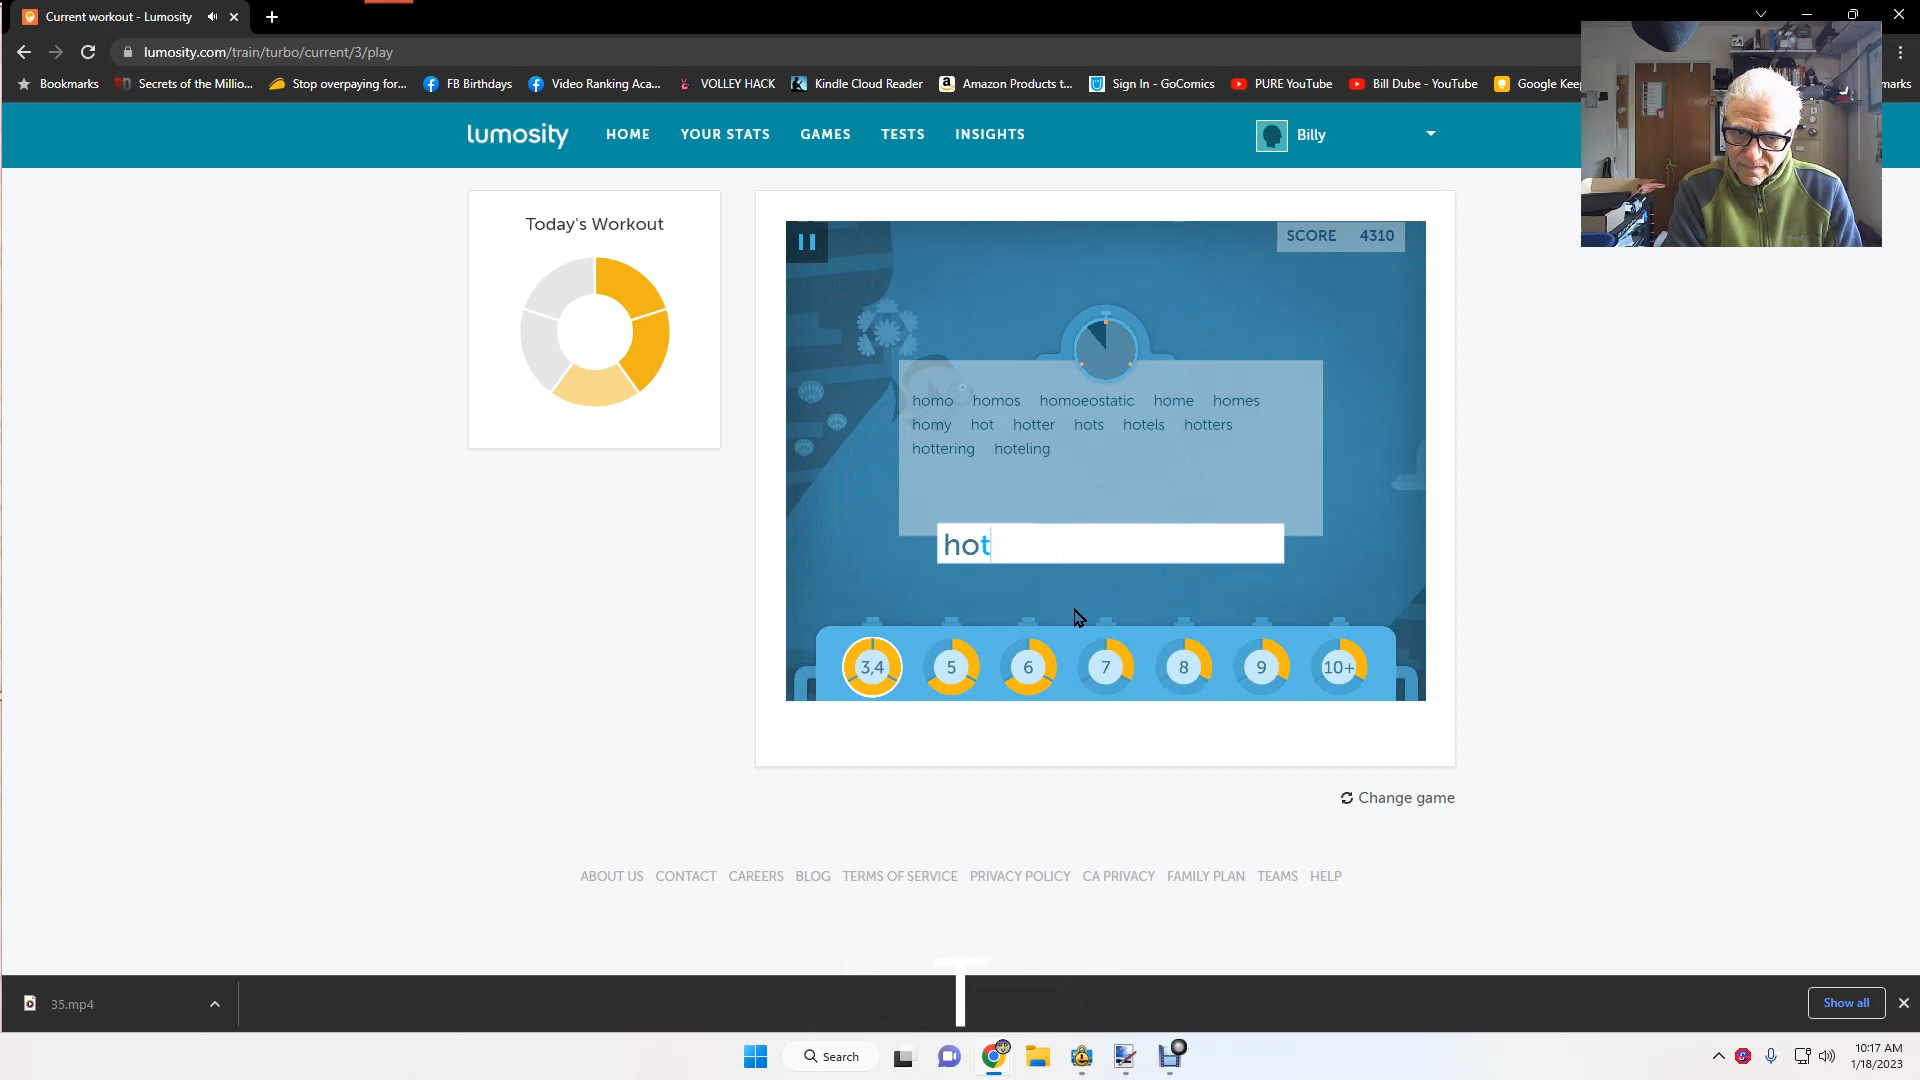 Current workout - Lumosity
lumosity.com/train/turbo/current/3/play
Bookmarks Secrets of the Millio... Stop overpaying for... FB Birthdays Video Ranking Aca... VOLLEY HACK Kindle Cloud Reader Amazon Products t... Sign In - GoComics PURE YouTube Bill Dube - YouTube Google Kee marks
lumosity HOME YOUR STATS GAMES TESTS INSIGHTS Billy
Today's Workout
SCORE 4310
homo homos homoeostatic home homes
homy hot hotter hots hotels hotters
hottering hoteling
hot
3,4 5 6 7 8 9 10+
Change game
ABOUT US CONTACT CAREERS BLOG TERMS OF SERVICE PRIVACY POLICY CA PRIVACY FAMILY PLAN TEAMS HELP
T
35.mp4 Show all
Search
10:17 AM
1/18/2023